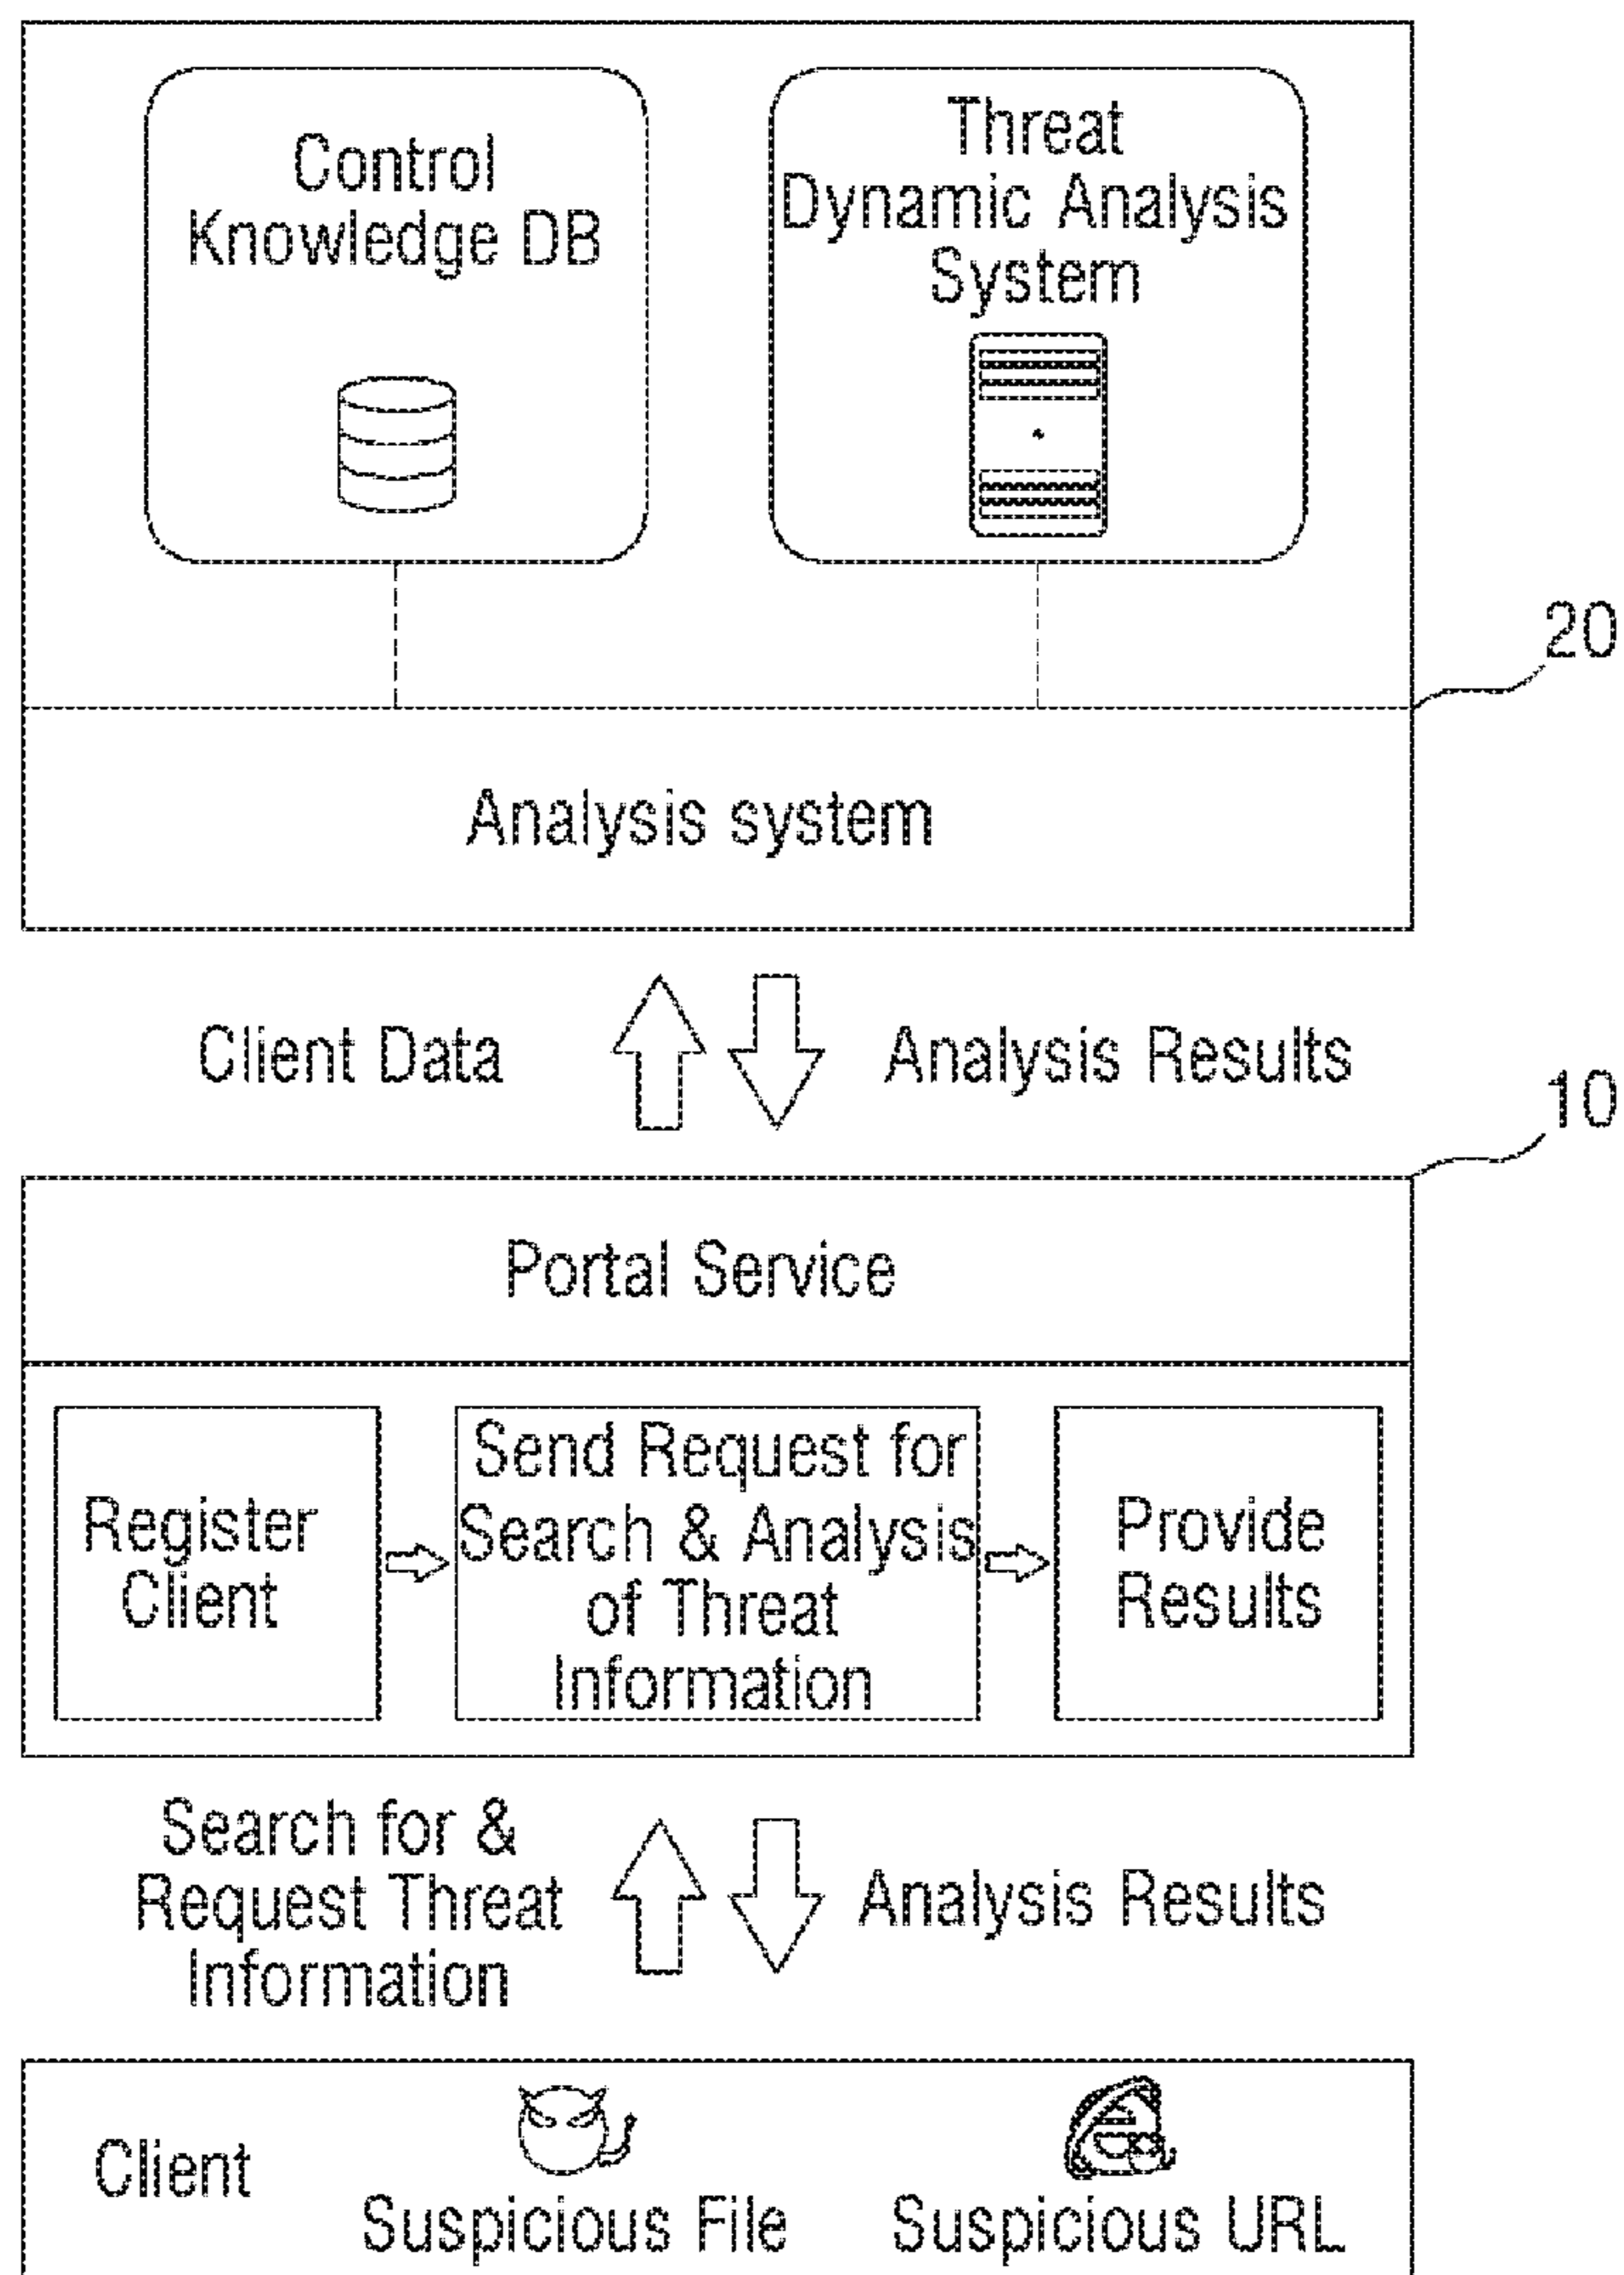 Control
Knowledge DB
Threat
Dynamic Analysis
System
20
Analysis system
Client Data
Analysis Results
10
Portal Service
Register
Client
Send Request for
Search & Analysis
of Threat
Information
Provide
Results
Search for &
Request Threat
Information
Analysis Results
Client
Suspicious File
Suspicious URL